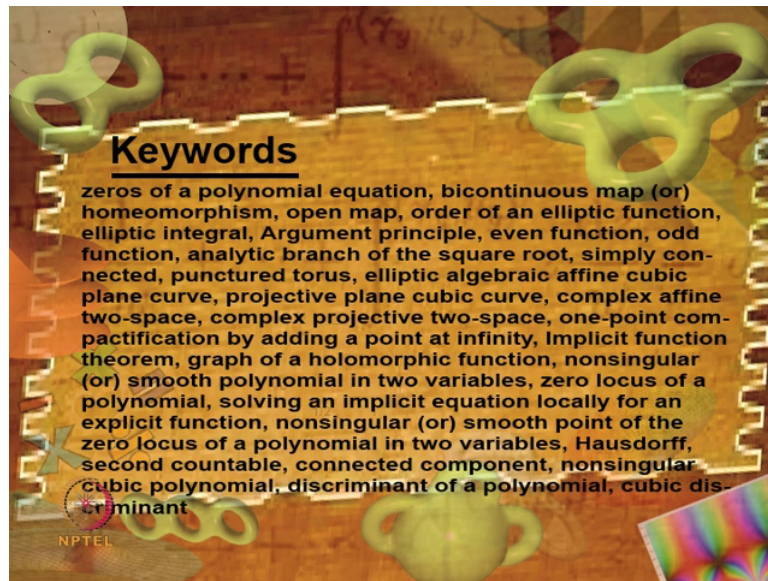 Keywords
zeros of a polynomial equation, bicontinuous map (or)
homeomorphism, open map, order of an elliptic function,
elliptic integral, Argument principle, even function, odd
function, analytic branch of the square root, simply con-
nected, punctured torus, elliptic algebraic affine cubic
plane curve, projective plane cubic curve, complex affine
two-space, complex projective two-space, one-point com-
pactification by adding a point at infinity, Implicit function
theorem, graph of a holomorphic function, nonsingular
(or) smooth polynomial in two variables, zero locus of a
polynomial, solving an implicit equation locally for an
explicit function, nonsingular (or) smooth point of the
zero locus of a polynomial in two variables, Hausdorff,
second countable, connected component, nonsingular
cubic polynomial, discriminant of a polynomial, cubic dis-
criminant
NPTEL